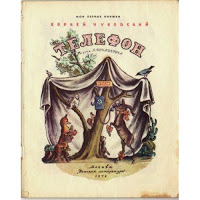 МОИ ПЕРВЫЕ КНИЖКИ
КОРНЕЙ ЧУКОВСКИЙ
ТЕЛЕФОН
Москва
Детская литература